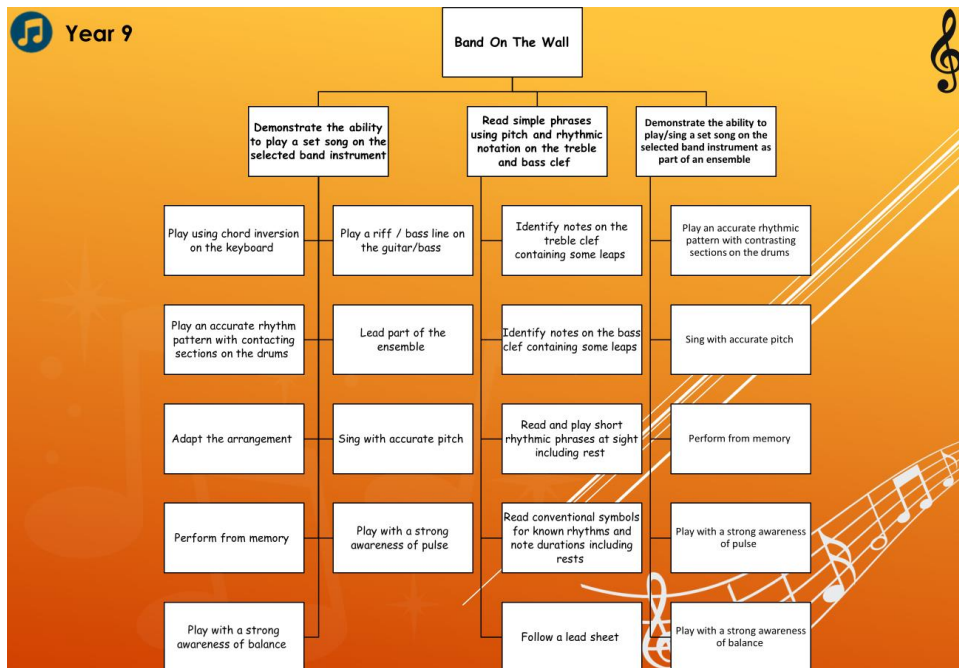 Year 9
Band On The Wall
Demonstrate the ability
to play a set song on the
selected band instrument
Read simple phrases
using pitch and rhythmic
notation on the treble
and bass clef
Demonstrate the ability to
play/sing a set song on the
selected band instrument as
part of an ensemble
Play using chord inversion
on the keyboard
Play a riff / bass line on
the guitar/bass
Identify notes on the
treble clef
containing some leaps
Play an accurate rhythmic
pattern with contrasting
sections on the drums
Play an accurate rhythm
pattern with contacting
sections on the drums
Lead part of the
ensemble
Identify notes on the bass
clef containing some leaps
Sing with accurate pitch
Adapt the arrangement
Sing with accurate pitch
Read and play short
rhythmic phrases at sight
including rest
Perform from memory
Perform from memory
Play with a strong
awareness of pulse
Read conventional symbols
for known rhythms and
note durations including
rests
Play with a strong awareness
of pulse
Play with a strong
awareness of balance
Follow a lead sheet
Play with a strong awareness
of balance